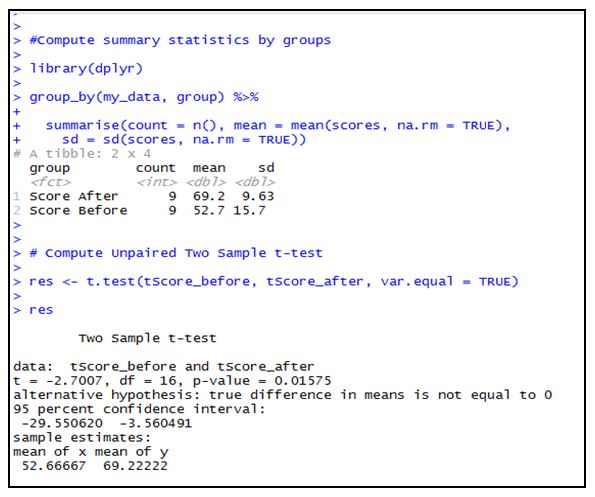 >
>
> #Compute summary statistics by groups
>
> library(dplyr)
>
> group_by(my_data, group) %>%
+
+   summarise(count = n(), mean = mean(scores, na.rm = TRUE),
+     sd = sd(scores, na.rm = TRUE))
# A tibble: 2 x 4
  group        count  mean    sd
  <fct>        <int> <dbl> <dbl>
1 Score After      9  69.2  9.63
2 Score Before     9  52.7 15.7
>
>
> # Compute Unpaired Two Sample t-test
>
> res <- t.test(tScore_before, tScore_after, var.equal = TRUE)
>
> res

        Two Sample t-test

data:  tScore_before and tScore_after
t = -2.7007, df = 16, p-value = 0.01575
alternative hypothesis: true difference in means is not equal to 0
95 percent confidence interval:
 -29.550620  -3.560491
sample estimates:
mean of x mean of y
 52.66667  69.22222